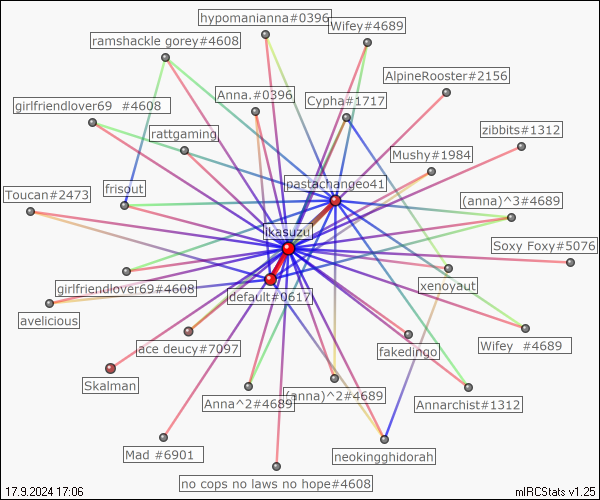 hypomanianna#0396
Wifey#4689
ramshackle gorey#4608
AlpineRooster#2156
Anna.#0396
Cypha#1717
girlfriendlover69_#4608
rattgaming
zibbits#1312
Mushy#1984
pastachangeo41
Toucan#2473
frisout
(anna)^3#4689
ikasuzu
Soxy Foxy#5076
girlfriendlover69#4608
xenoyaut
default#0617
avelicious
ace deucy#7097
fakedingo
Wifey_#4689
Skalman
Anna^2#4689
(anna)^2#4689
Annarchist#1312
Mad #6901
neokingghidorah
no cops no laws no hope#4608
17.9.2024 17:06
mIRCStats v1.25